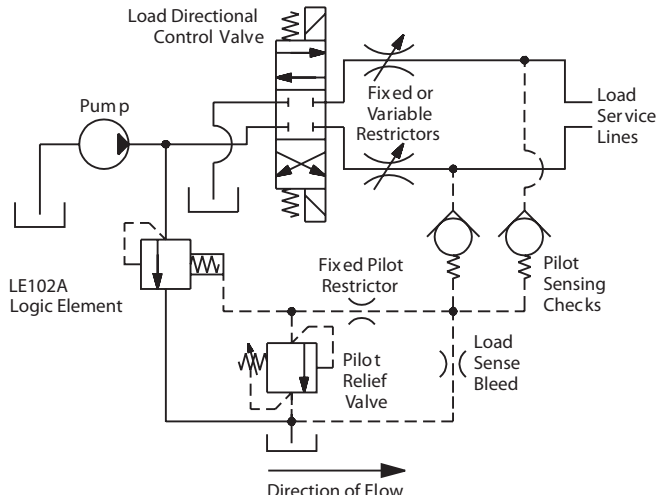 Load Directional
Control Valve
Pump
Fixed or
Variable
Restrictors
Load
Service
Lines
LE102A
Logic Element
Fixed Pilot
Restrictor
Pilot
Sensing
Checks
Pilot
Relief
Valve
Load
Sense
Bleed
Direction of Flow